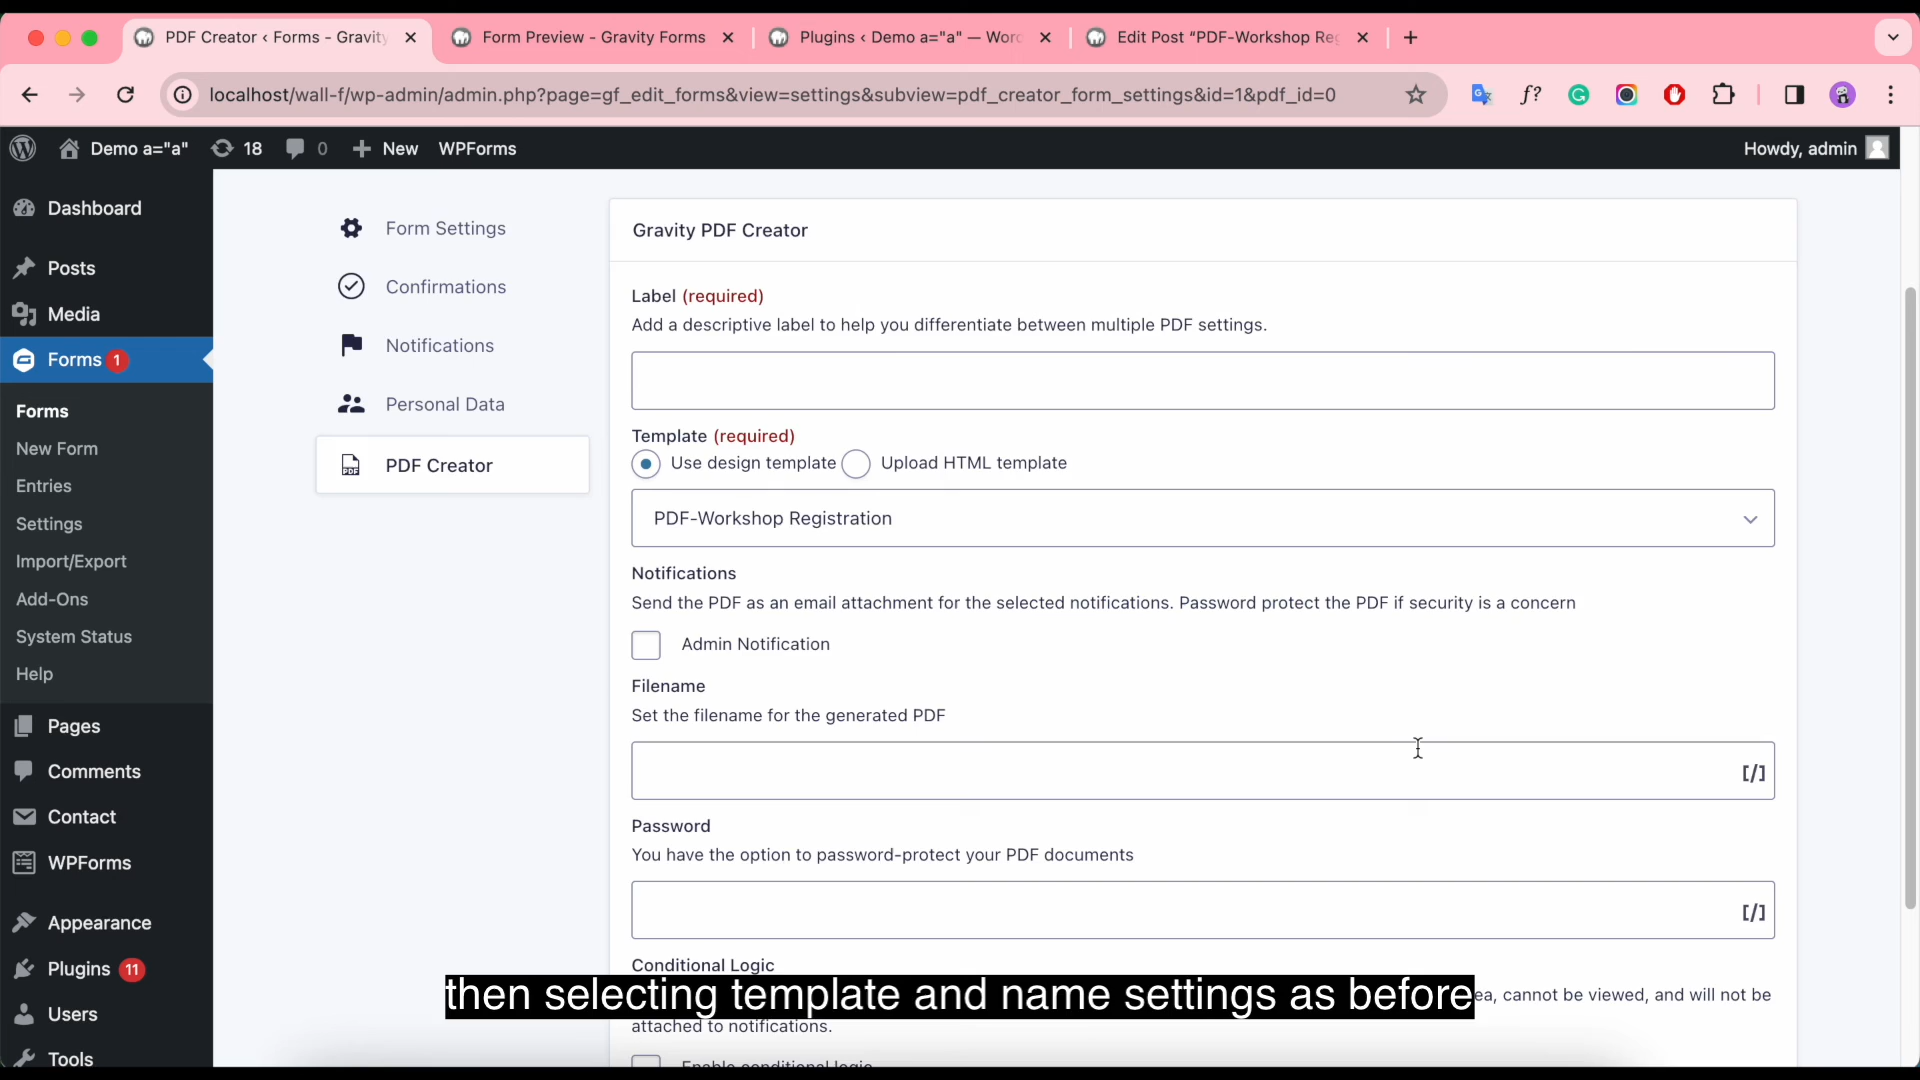 PDF Creator ‹ Forms - Gravity
Form Preview - Gravity Forms
Plugins ‹ Demo a="a" — Wor
Edit Post "PDF-Workshop Reg
localhost/wall-f/wp-admin/admin.php?page=gf_edit_forms&view=settings&subview=pdf_creator_form_settings&id=1&pdf_id=0
Demo a="a"
18
0
New
WPForms
Howdy, admin
Dashboard
Posts
Media
Forms 1
Forms
New Form
Entries
Settings
Import/Export
Add-Ons
System Status
Help
Pages
Comments
Contact
WPForms
Appearance
Plugins 11
Users
Tools
Form Settings
Confirmations
Notifications
Personal Data
PDF Creator
Gravity PDF Creator
Label (required)
Add a descriptive label to help you differentiate between multiple PDF settings.
Template (required)
Use design template Upload HTML template
PDF-Workshop Registration
Notifications
Send the PDF as an email attachment for the selected notifications. Password protect the PDF if security is a concern
Admin Notification
Filename
Set the filename for the generated PDF
[/]
Password
You have the option to password-protect your PDF documents
[/]
Conditional Logic
then selecting template and name settings as before
cannot be viewed, and will not be
attached to notifications.
Enable conditional logic